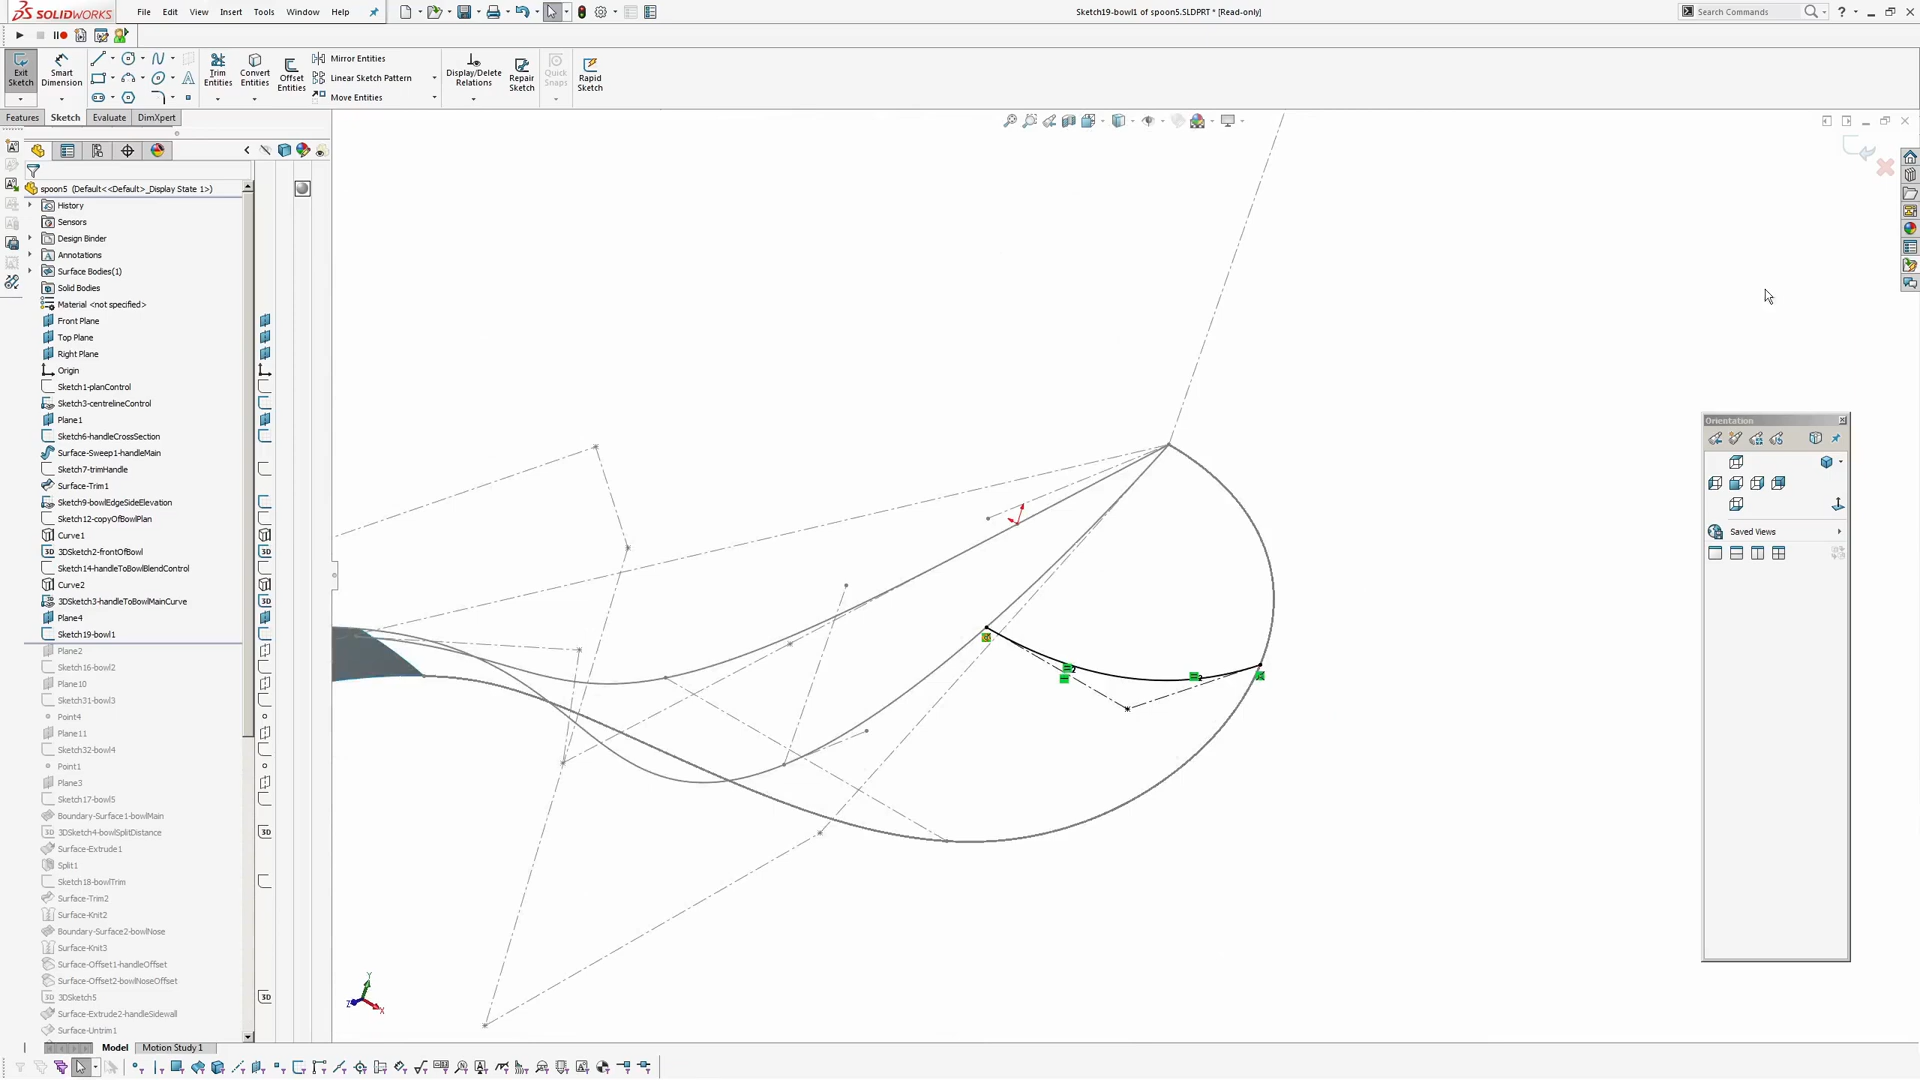 SOLIDWORKS
File
Edit
View
Insert
Tools
Window
Help
Sketch19-bowl1 of spoon5.SLDPRT * [Read-only]
Search Commands
Exit Sketch
Smart Dimension
Trim Entities
Convert Entities
Offset Entities
Mirror Entities
Linear Sketch Pattern
Move Entities
Display/Delete Relations
Repair Sketch
Quick Snaps
Rapid Sketch
Features
Sketch
Evaluate
DimXpert
spoon5 (Default<<Default>_Display State 1>)
History
Sensors
Design Binder
Annotations
Surface Bodies(1)
Solid Bodies
Material <not specified>
Front Plane
Top Plane
Right Plane
Origin
Sketch1-planControl
Sketch3-centrelineControl
Plane1
Sketch6-handleCrossSection
Surface-Sweep1-handleMain
Sketch7-trimHandle
Surface-Trim1
Sketch9-bowlEdgeSideElevation
Sketch12-copyOfBowlPlan
Curve1
3DSketch2-frontOfBowl
Sketch14-handleToBowlBlendControl
Curve2
3DSketch3-handleToBowlMainCurve
Plane4
Sketch19-bowl1
Plane2
Sketch16-bowl2
Plane10
Sketch31-bowl3
Point4
Plane11
Sketch32-bowl4
Point1
Plane3
Sketch17-bowl5
Boundary-Surface1-bowlMain
3DSketch4-bowlSplitDistance
Surface-Extrude1
Split1
Sketch18-bowlTrim
Surface-Trim2
Surface-Knit2
Boundary-Surface2-bowlNose
Surface-Knit3
Surface-Offset1-handleOffset
Surface-Offset2-bowlNoseOffset
3DSketch5
Surface-Extrude2-handleSidewall
Surface-Untrim1
Orientation
Saved Views
Y
Z
X
Model
Motion Study 1